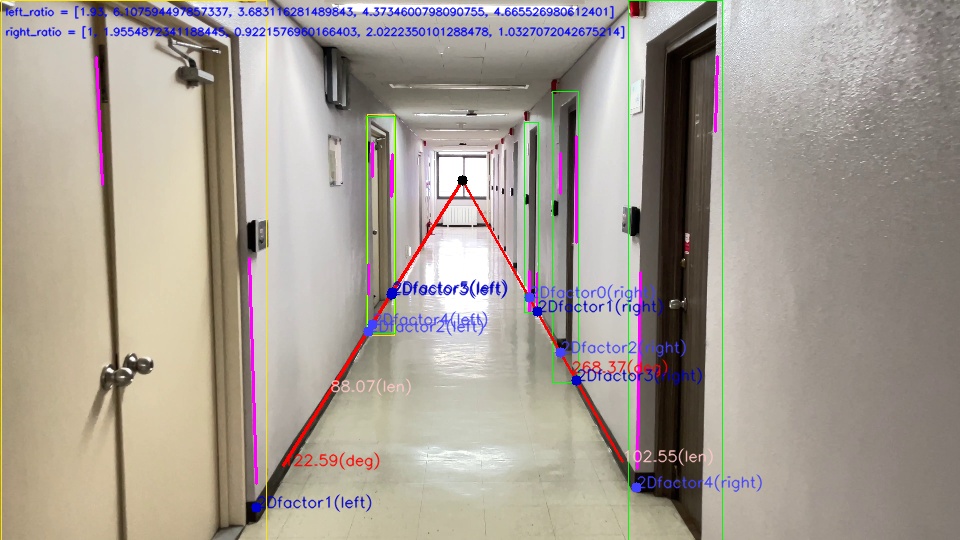 left_ratio = [1.93, 6.107594497857337, 3.683116281489843, 4.3734600798090755, 4.665526980612401]
right_ratio = [1, 1.9554872341188445, 0.9221576960166403, 2.0222350101288478, 1.0327072042675214]
2Dfactor3(left)
2Dfactor0(right)
2Dfactor1(right)
2Dfactor4(left)
2Dfactor2(left)
2Dfactor2(right)
268.37(deg)
2Dfactor3(right)
88.07(len)
122.59(deg)
102.55(len)
2Dfactor4(right)
2Dfactor1(left)